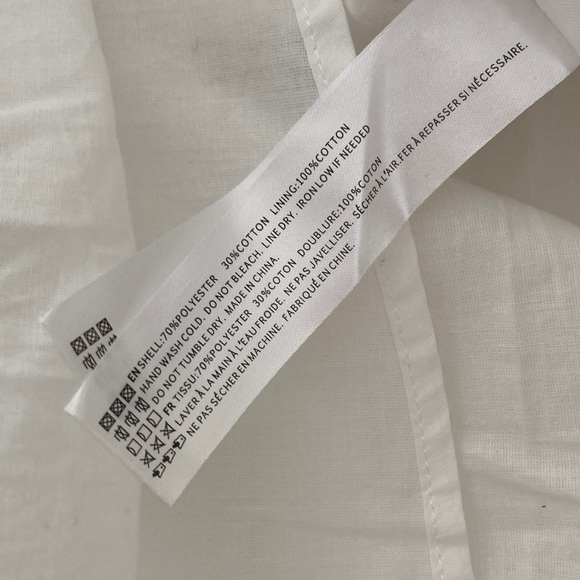 EN SHELL:70%POLYESTER 30%COTTON LINING:100%COTTON
HAND WASH COLD. DO NOT BLEACH. LINE DRY. IRON LOW IF NEEDED
DO NOT TUMBLE DRY. MADE IN CHINA.
FR TISSU:70%POLYESTER 30%COTON DOUBLURE:100%COTON
LAVER À LA MAIN À L'EAU FROIDE. NE PAS JAVELLISER. SÉCHER À L'AIR.FER À REPASSER SI NÉCESSAIRE.
NE PAS SÉCHER EN MACHINE. FABRIQUÉ EN CHINE.